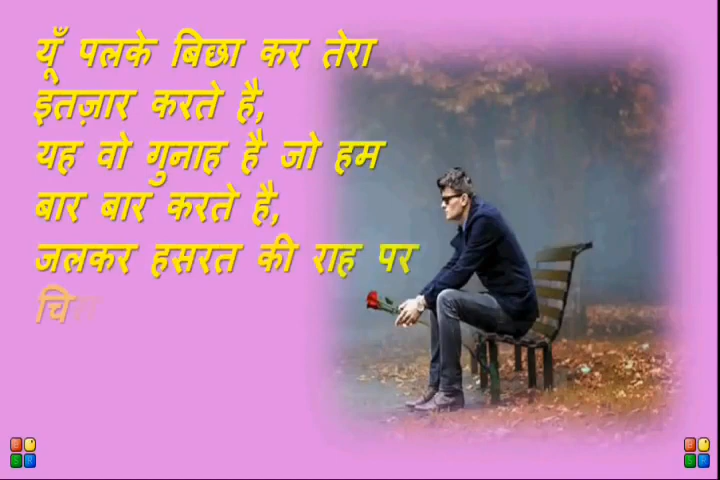 यूँ पलके बिछा कर तेरा
इतज़ार करते है,
यह वो गुनाह है जो हम
बार बार करते है,
जलकर हसरत की राह पर